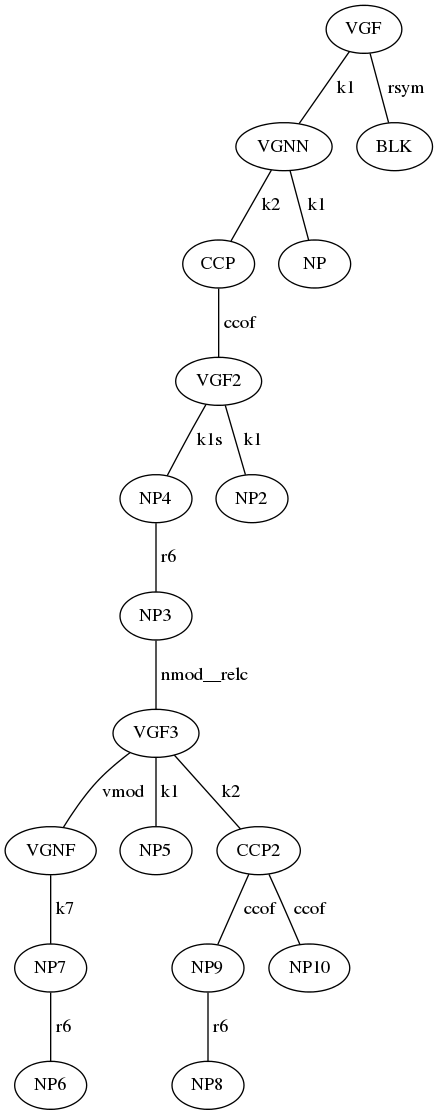 VGF
k1 rsym
VGNN BLK
k2 k1
CCP NP
ccof
VGF2
k1s k1
NP4 NP2
r6
NP3
nmod__relc
VGF3
vmod k1 k2
VGNF NP5 CCP2
k7 ccof ccof
NP7 NP9 NP10
r6 r6
NP6 NP8